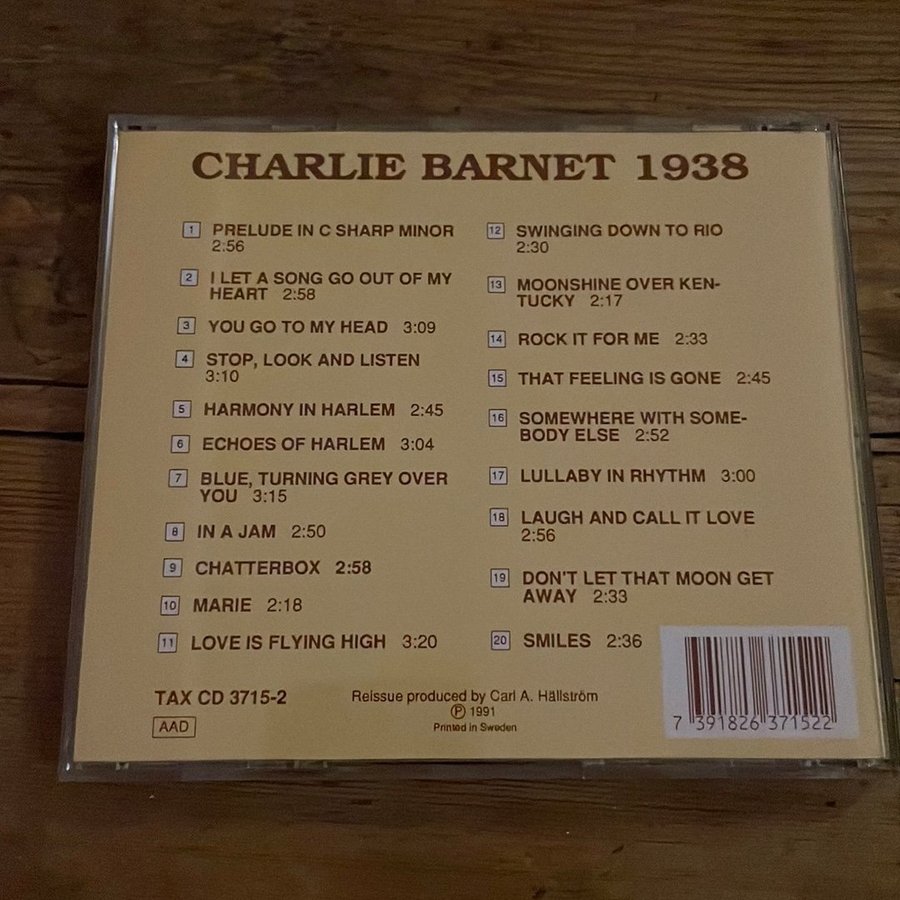 CHARLIE BARNET 1938
1 PRELUDE IN C SHARP MINOR
2:56
2 I LET A SONG GO OUT OF MY
HEART 2:58
3 YOU GO TO MY HEAD 3:09
4 STOP, LOOK AND LISTEN
3:10
5 HARMONY IN HARLEM 2:45
6 ECHOES OF HARLEM 3:04
7 BLUE, TURNING GREY OVER
YOU 3:15
8 IN A JAM 2:50
9 CHATTERBOX 2:58
10 MARIE 2:18
11 LOVE IS FLYING HIGH 3:20
12 SWINGING DOWN TO RIO
2:30
13 MOONSHINE OVER KEN-
TUCKY 2:17
14 ROCK IT FOR ME 2:33
15 THAT FEELING IS GONE 2:45
16 SOMEWHERE WITH SOME-
BODY ELSE 2:52
17 LULLABY IN RHYTHM 3:00
18 LAUGH AND CALL IT LOVE
2:56
19 DON'T LET THAT MOON GET
AWAY 2:33
20 SMILES 2:36
TAX CD 3715-2
AAD
Reissue produced by Carl A. Hällström
Ⓟ 1991
Printed in Sweden
7 391826 371522